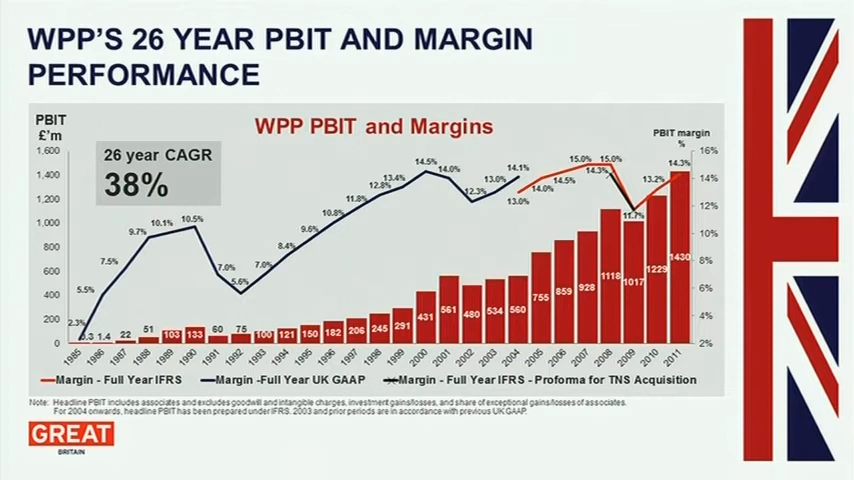 WPP'S 26 YEAR PBIT AND MARGIN
PERFORMANCE
PBIT
£'m
WPP PBIT and Margins
PBIT margin
%
26 year CAGR
38%
1,600
1,400
1,200
1,000
800
600
400
200
0
16%
14%
12%
10%
8%
6%
4%
2%
2.3% 5.5% 7.5% 9.7% 10.1% 10.5% 7.0% 5.6% 7.0% 8.4% 9.6% 10.8% 11.8% 12.8% 13.4% 14.5% 14.0% 12.3% 13.0% 14.1%
13.0% 14.0% 14.5% 15.0% 15.0% 14.3% 11.7% 13.2% 14.3%
1.4 22 51 103 133 60 75 100 121 150 182 206 245 291 431 561 480 534 560 755 859 928 1118 1017 1229 1430
1985 1986 1987 1988 1989 1990 1991 1992 1993 1994 1995 1996 1997 1998 1999 2000 2001 2002 2003 2004 2005 2006 2007 2008 2009 2010 2011
Margin - Full Year IFRS Margin -Full Year UK GAAP Margin - Full Year IFRS - Proforma for TNS Acquisition
Note: Headline PBIT includes associates and excludes goodwill and intangible charges, investment gains/losses, and share of exceptional gains/losses of associates.
For 2004 onwards, headline PBIT has been prepared under IFRS. 2003 and prior periods are in accordance with previous UK GAAP.
GREAT
BRITAIN